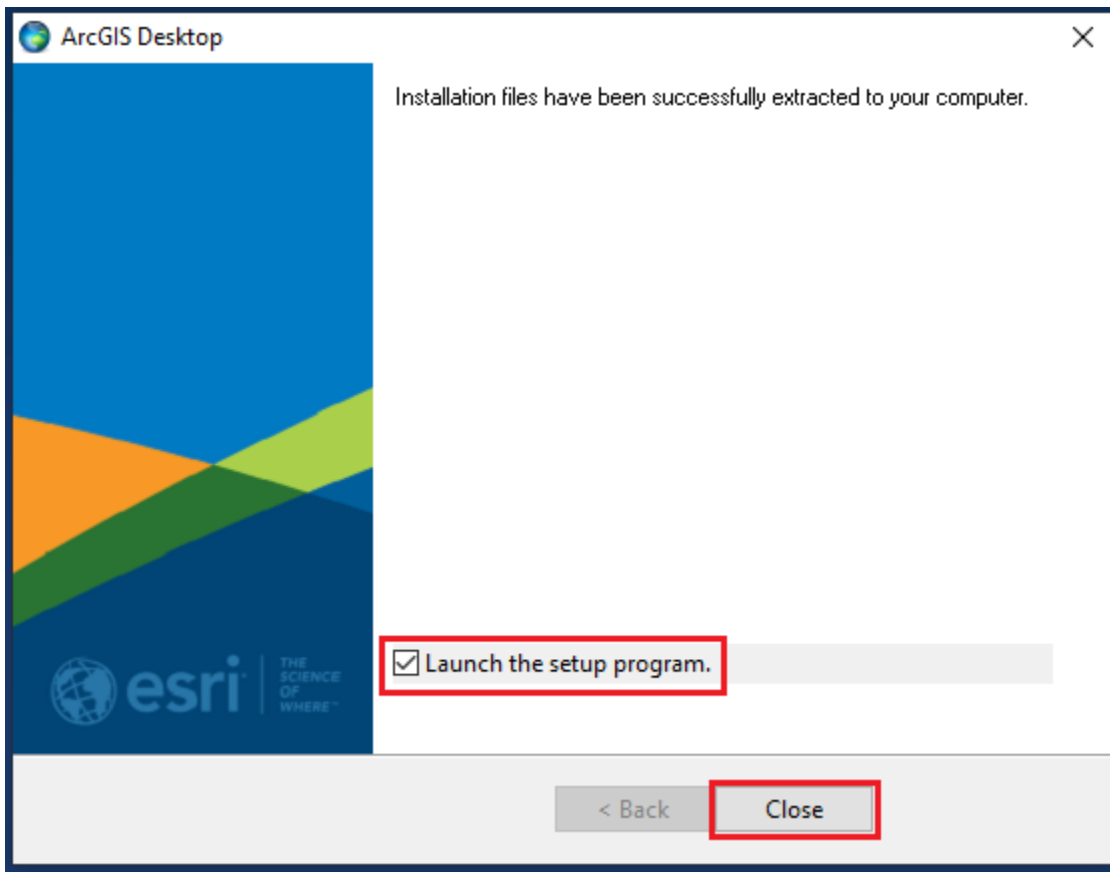 ArcGIS Desktop
Installation files have been successfully extracted to your computer.
Launch the setup program.
esri
THE
SCIENCE
OF
WHERE™
< Back
Close